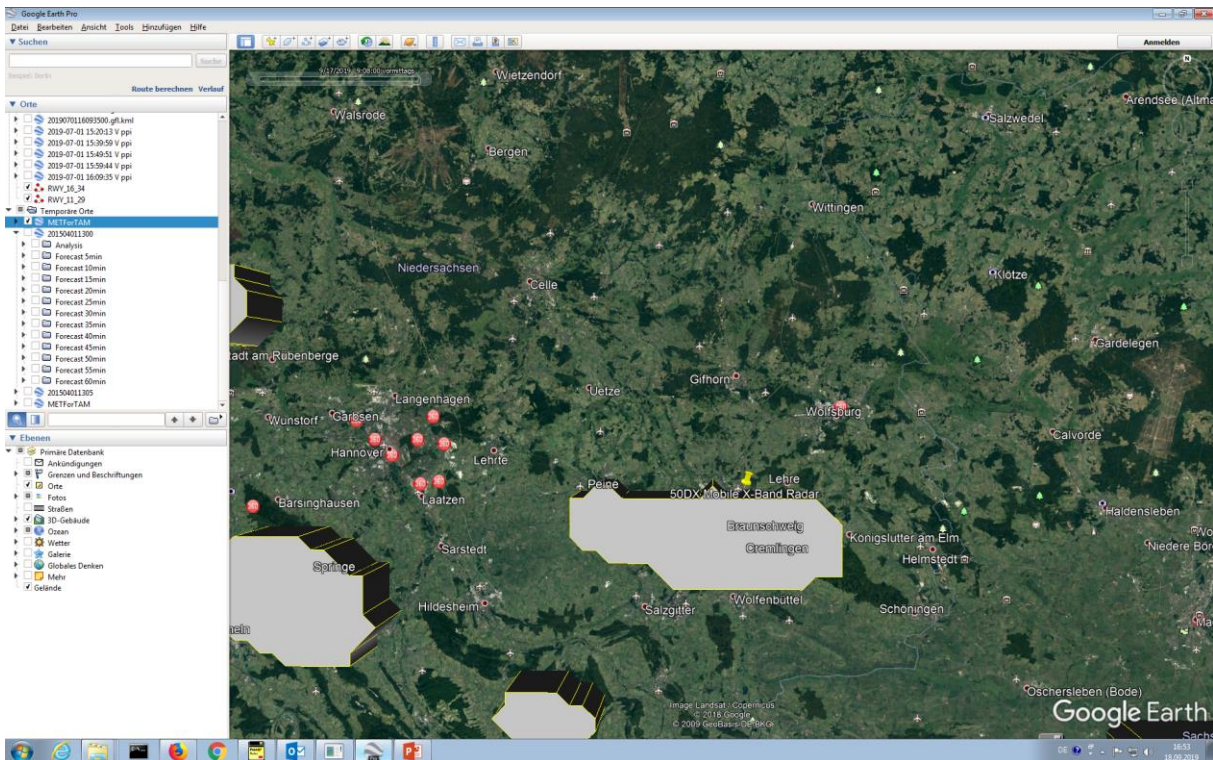 Google Earth Pro
Datei Bearbeiten Ansicht Tools Hinzufügen Hilfe
▼ Suchen
Suche
Route berechnen Verlauf
▼ Orte
2019070116093500.gfl.kml
2019-07-01 15:20:13 V ppi
2019-07-01 15:39:59 V ppi
2019-07-01 15:49:51 V ppi
2019-07-01 15:59:44 V ppi
2019-07-01 16:09:35 V ppi
RWY_16_34
RWY_11_29
Temporäre Orte
METForTAM
201504011300
Analysis
Forecast 5min
Forecast 10min
Forecast 15min
Forecast 20min
Forecast 25min
Forecast 30min
Forecast 35min
Forecast 40min
Forecast 45min
Forecast 50min
Forecast 55min
Forecast 60min
201504011305
METForTAM
▼ Ebenen
Primäre Datenbank
Ankündigungen
Grenzen und Beschriftungen
Orte
Fotos
Straßen
3D-Gebäude
Ozean
Wetter
Galerie
Globales Denken
Mehr
Gelände
Anmelden
N
Wietzendorf
Arendsee (Altma
Walsrode
Salzwedel
Bergen
Wittingen
Niedersachsen
Klötze
Celle
tadt am Rübenberge
Gardelegen
Gifhorn
Uetze
Langenhagen
Wunstorf
Garbsen
Wolfsburg
Calvörde
Hannover
Lehrte
Peine
Lehre
50DX Mobile X-Band Radar
Barsinghausen
Laatzen
Haldensleben
Braunschweig
Wo
Königslutter am Elm
Niedere Bör
Cremlingen
Sarstedt
Helmstedt
Springe
Hildesheim
Salzgitter
Wolfenbüttel
Schöningen
Ma
meln
Oschersleben (Bode)
Image Landsat / Copernicus
© 2018 Google
© 2009 GeoBasis-DE/BKG
Google Earth
Sachs
DE
16:53
18.09.2019